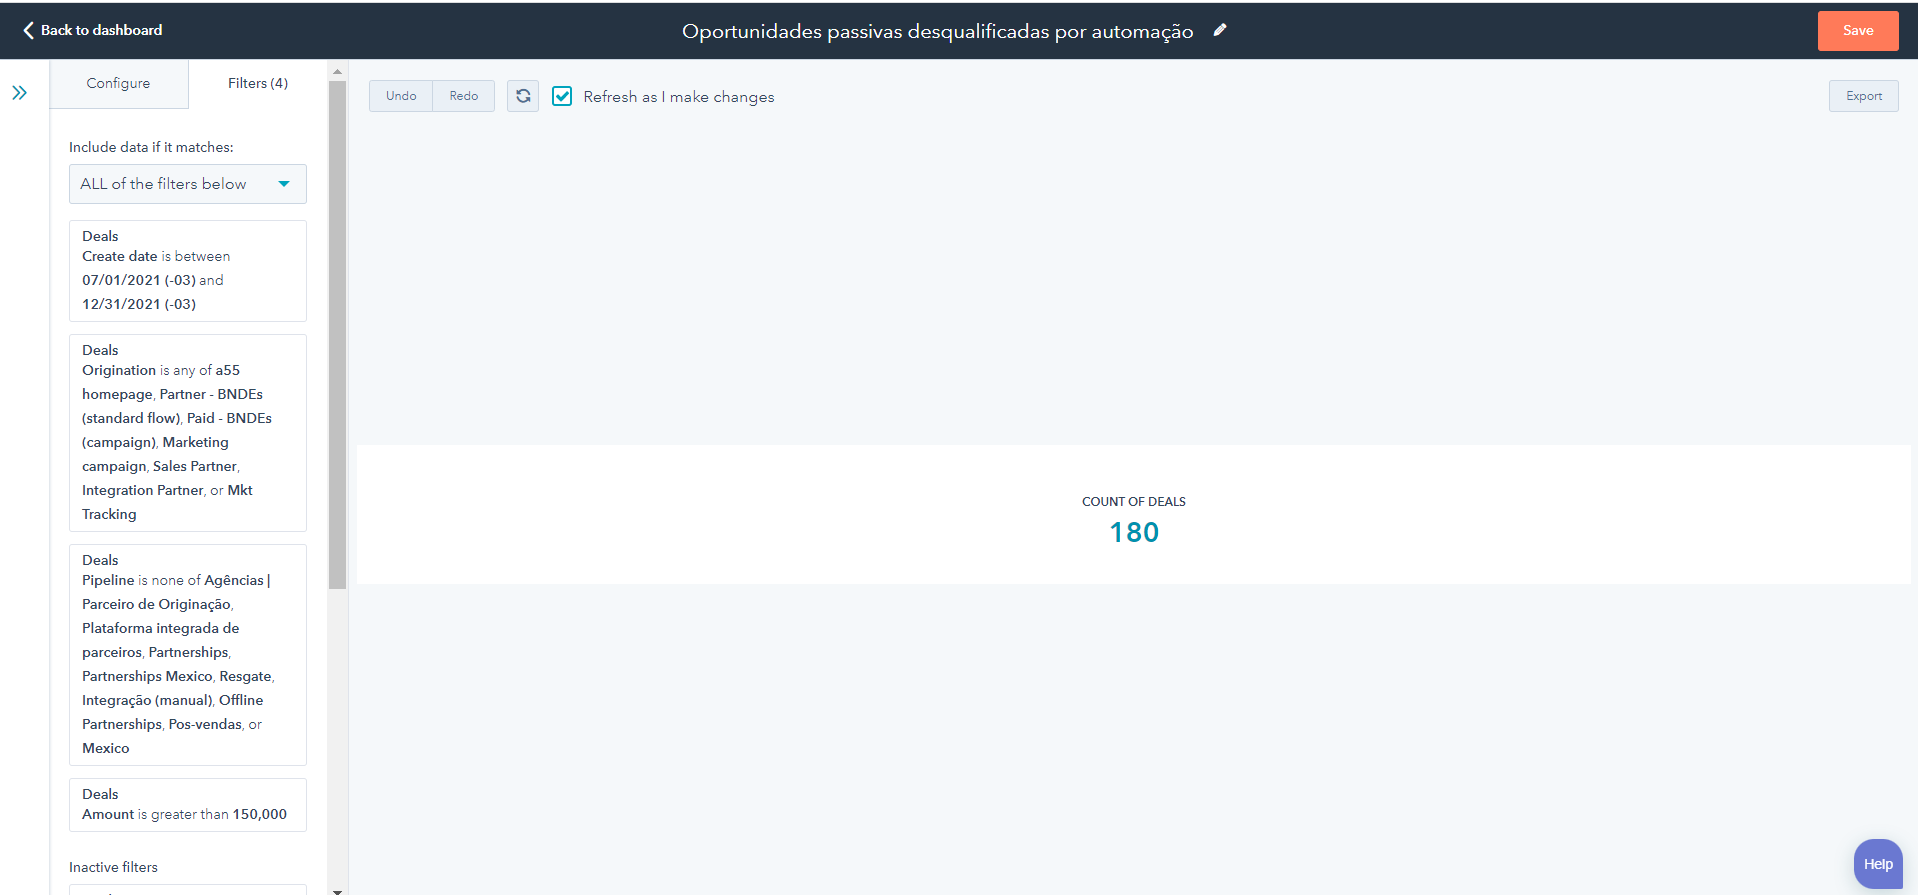 Back to dashboard
Oportunidades passivas desqualificadas por automação
Save
Configure
Filters (4)
Undo
Redo
Refresh as I make changes
Export
Include data if it matches:
ALL of the filters below
Deals
Create date is between
07/01/2021 (-03) and
12/31/2021 (-03)
Deals
Origination is any of a55
homepage, Partner - BNDEs
(standard flow), Paid - BNDEs
(campaign), Marketing
campaign, Sales Partner,
Integration Partner, or Mkt
Tracking
Deals
Pipeline is none of Agências |
Parceiro de Originação,
Plataforma integrada de
parceiros, Partnerships,
Partnerships Mexico, Resgate,
Integração (manual), Offline
Partnerships, Pos-vendas, or
Mexico
Deals
Amount is greater than 150,000
Inactive filters
COUNT OF DEALS
180
Help